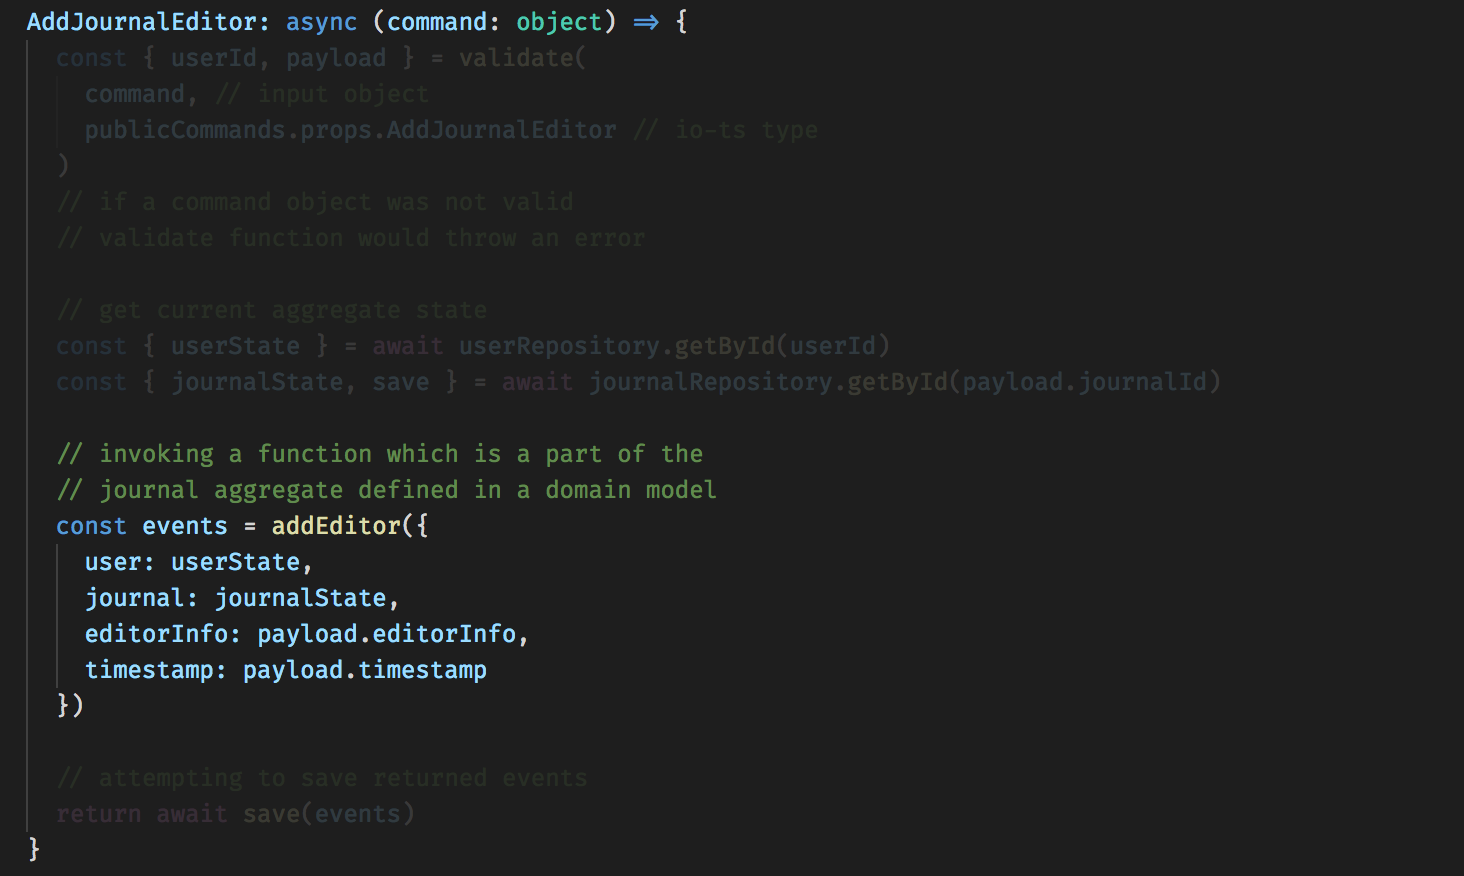 AddJournalEditor: async (command: object) => {
const { userId, payload } = validate(
command, // input object
publicCommands.props.AddJournalEditor // io-ts type
)
// if a command object was not valid
// validate function would throw an error
// get current aggregate state
const { userState } = await userRepository.getById(userId)
const { journalState, save } = await journalRepository.getById(payload.journalId)
// invoking a function which is a part of the
// journal aggregate defined in a domain model
const events = addEditor({
user: userState,
journal: journalState,
editorInfo: payload.editorInfo,
timestamp: payload.timestamp
})
// attempting to save returned events
return await save(events)
}